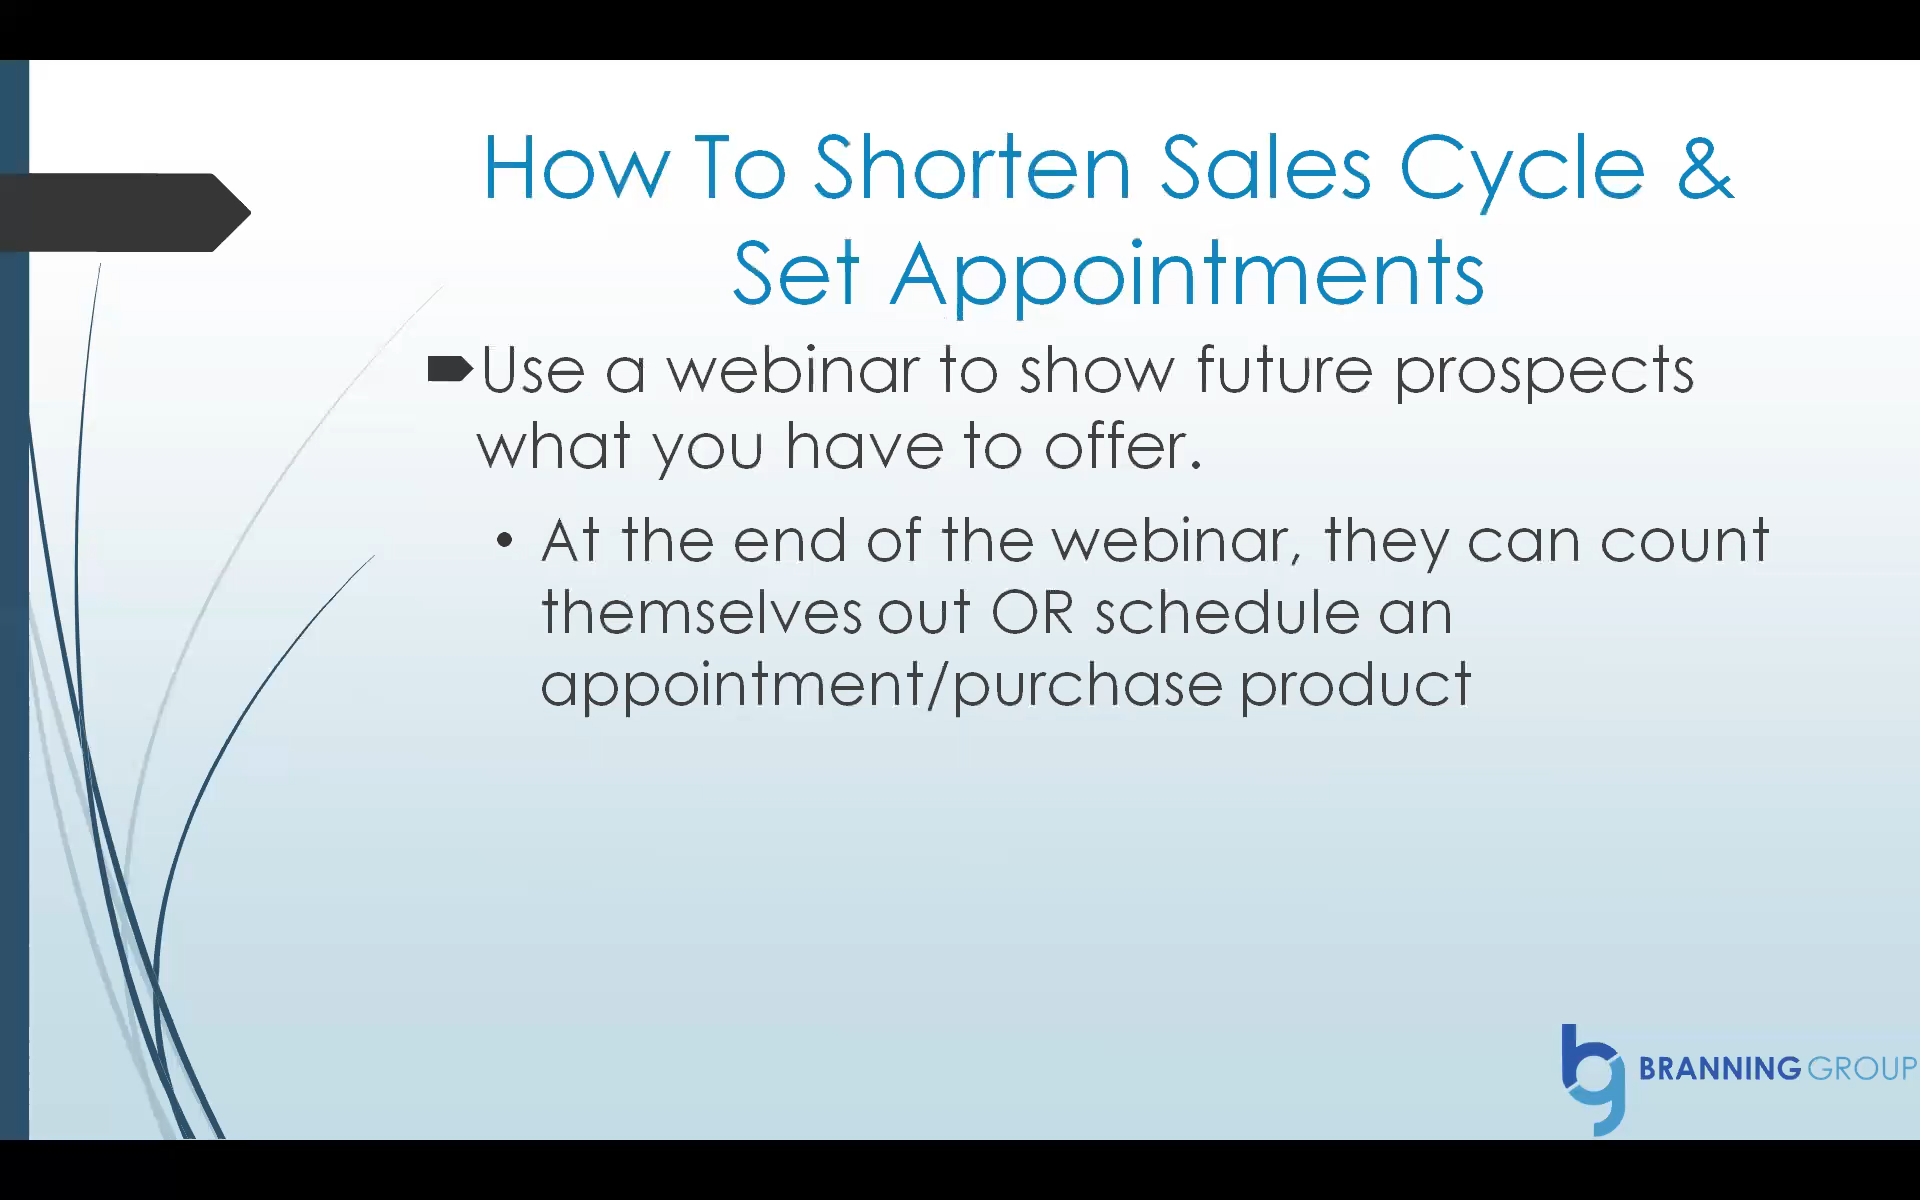 How To Shorten Sales Cycle &
Set Appointments
Use a webinar to show future prospects
what you have to offer.
• At the end of the webinar, they can count
themselves out OR schedule an
appointment/purchase product
bg BRANNING GROUP